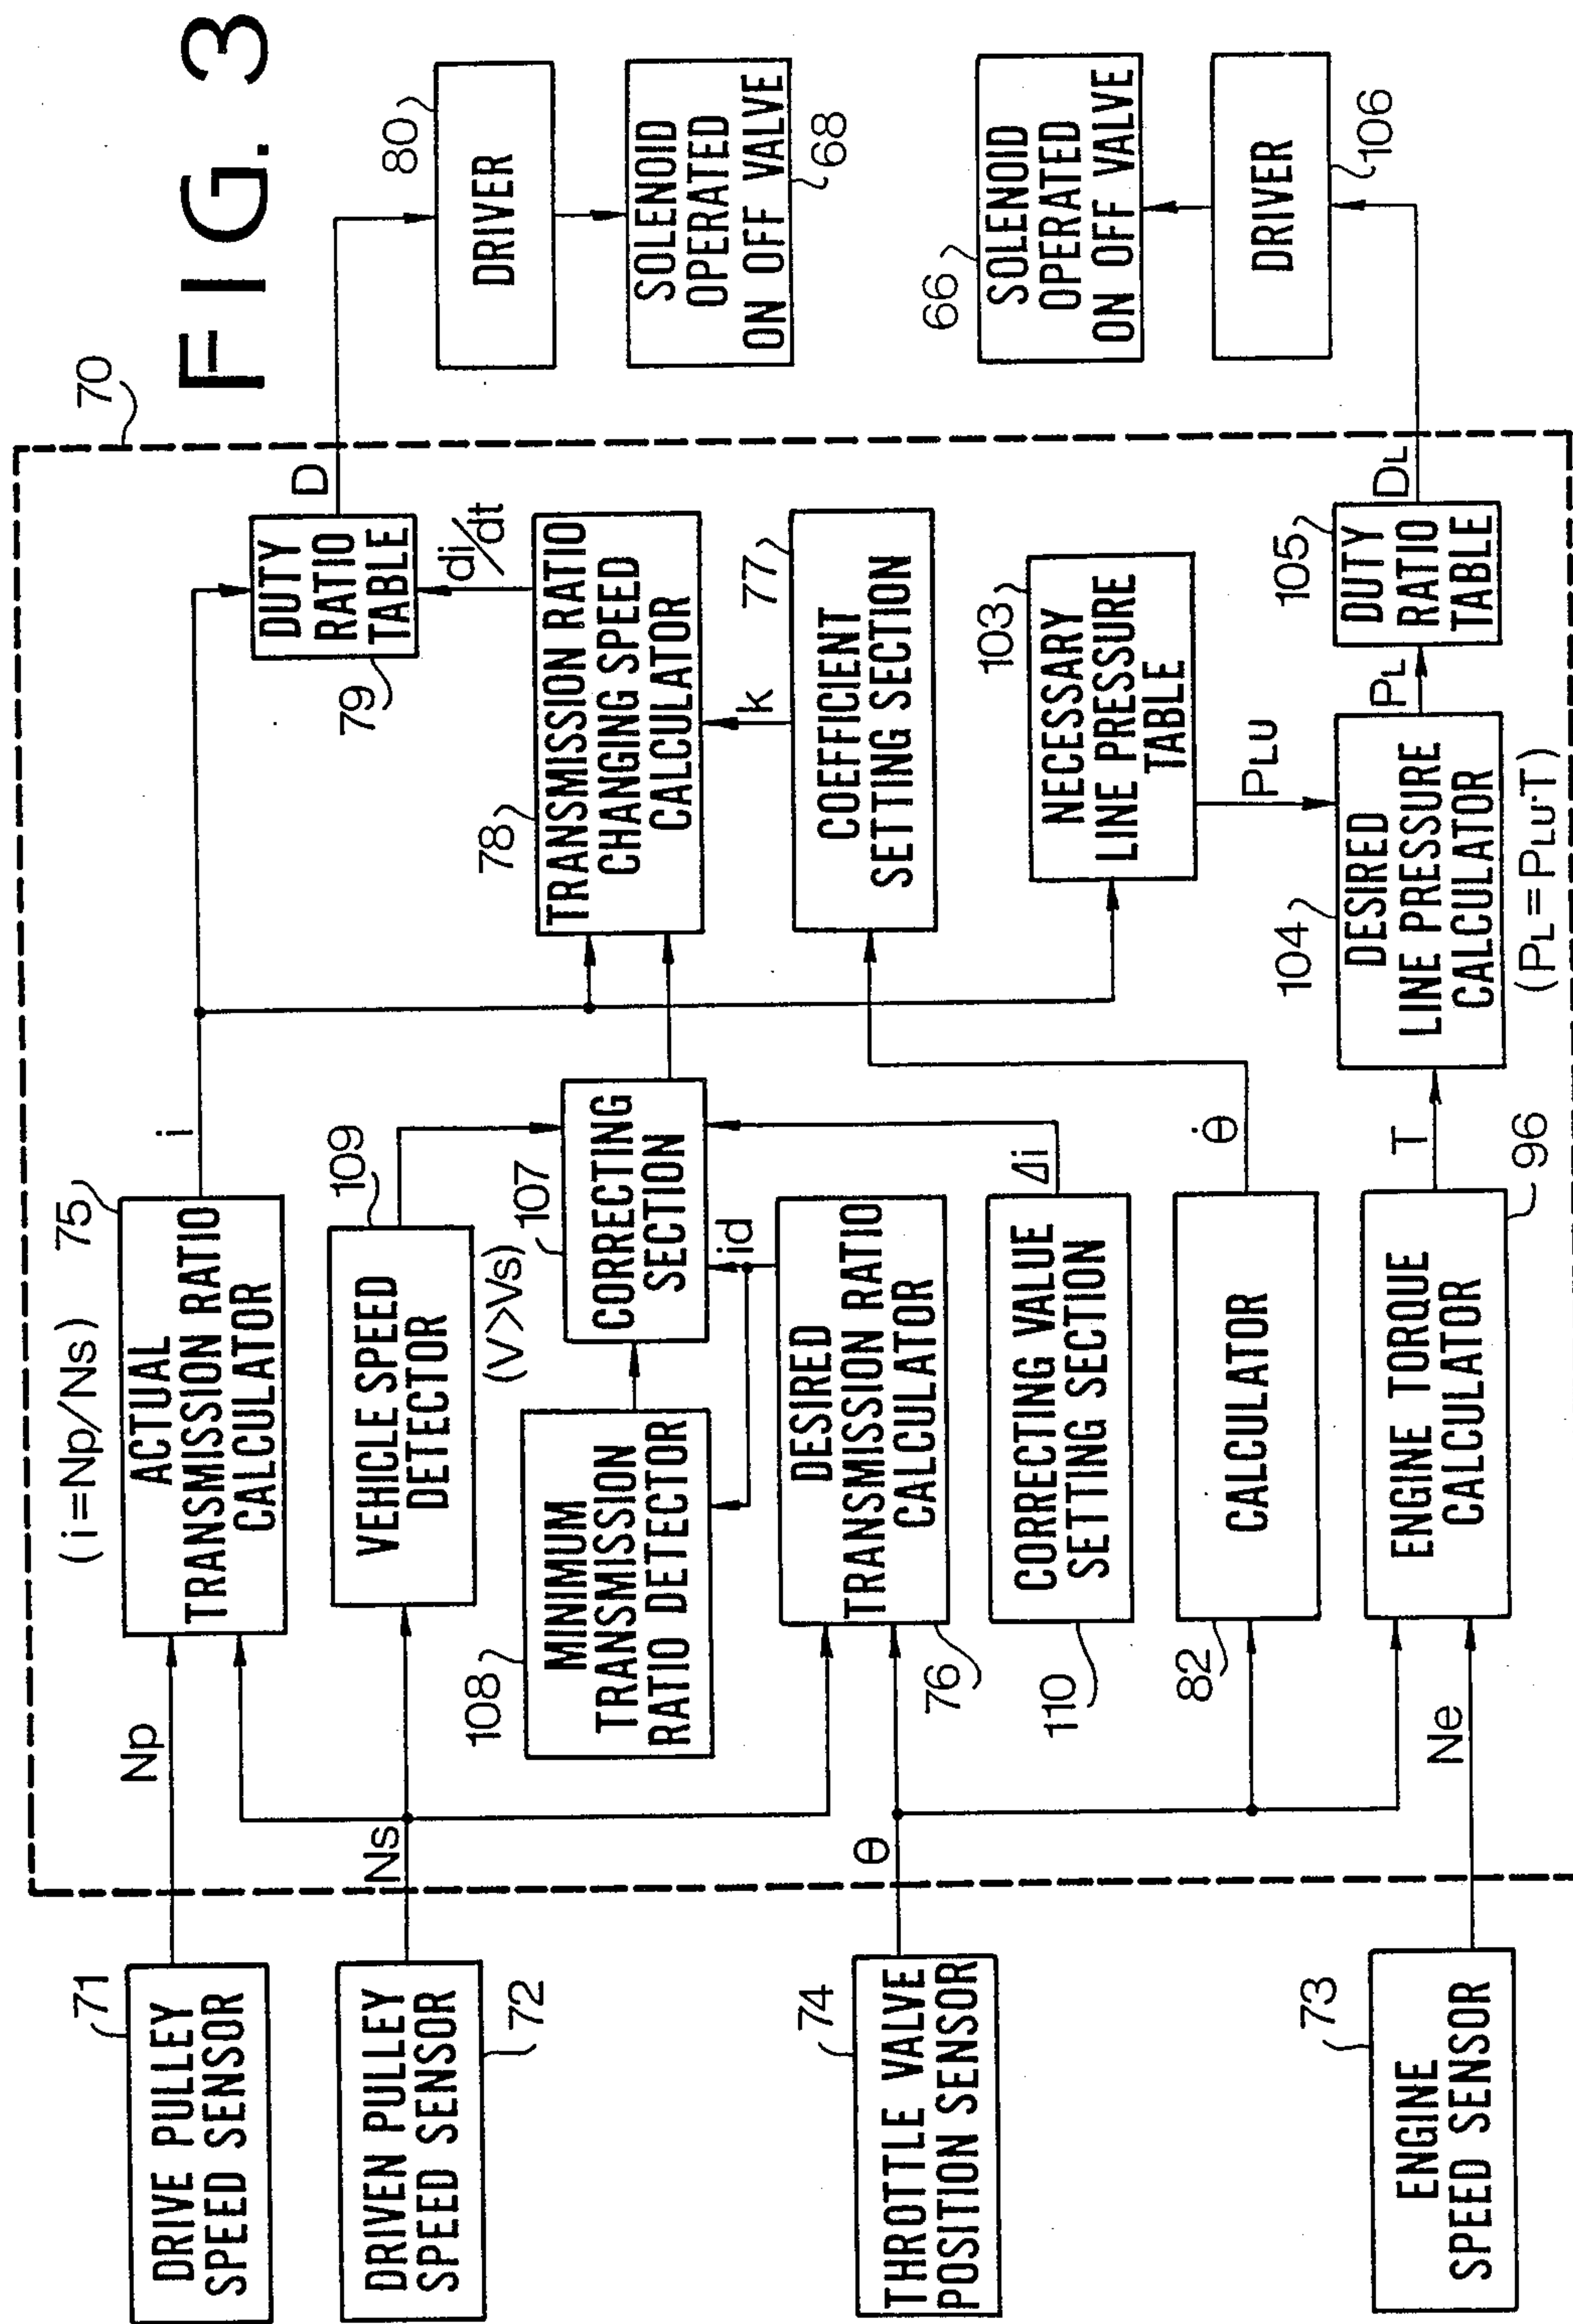 FIG. 3
70
71
DRIVE PULLEY
SPEED SENSOR
Np
(i=Np/Ns)
75
ACTUAL
TRANSMISSION RATIO
CALCULATOR
i
DUTY
RATIO
TABLE
79
D
80
DRIVER
SOLENOID
OPERATED
ON OFF VALVE
68
DRIVEN PULLEY
SPEED SENSOR
72
Ns
VEHICLE SPEED
DETECTOR
109
(V>Vs)
108
MINIMUM
TRANSMISSION
RATIO DETECTOR
107
CORRECTING
SECTION
id
78
TRANSMISSION RATIO
CHANGING SPEED
CALCULATOR
di/dt
k
77
COEFFICIENT
SETTING SECTION
74
THROTTLE VALVE
POSITION SENSOR
θ
DESIRED
TRANSMISSION RATIO
CALCULATOR
76
CORRECTING VALUE
SETTING SECTION
110
Δi
CALCULATOR
82
θ̇
103
NECESSARY
LINE PRESSURE
TABLE
PLU
73
ENGINE
SPEED SENSOR
Ne
ENGINE TORQUE
CALCULATOR
96
T
104
DESIRED
LINE PRESSURE
CALCULATOR
(PL=PLU·T)
PL
105
DUTY
RATIO
TABLE
DL
66
SOLENOID
OPERATED
ON OFF VALVE
DRIVER
106